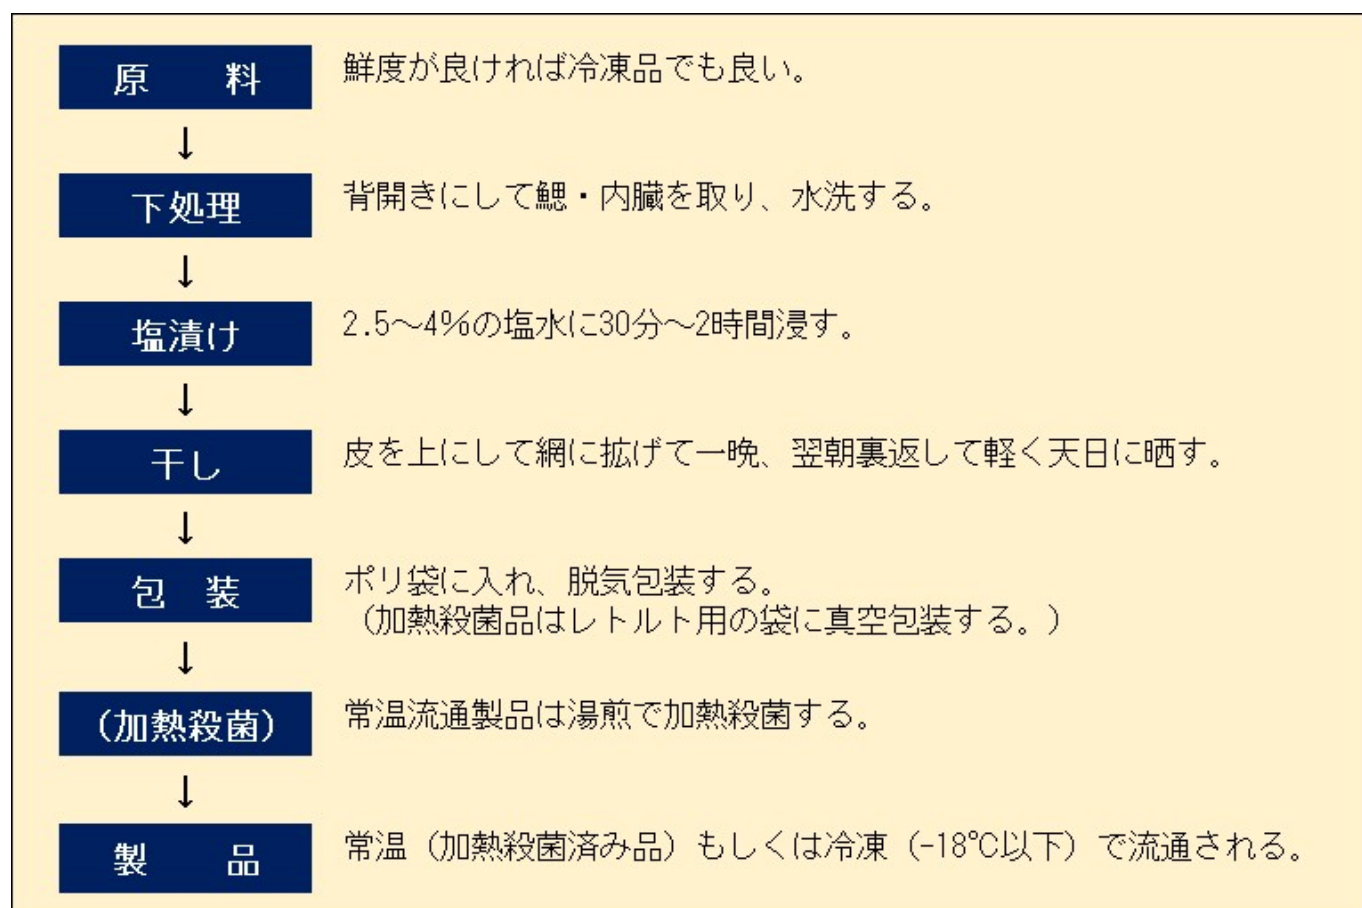 原　料 鮮度が良ければ冷凍品でも良い。
↓
下処理 背開きにして鰓・内臓を取り、水洗する。
↓
塩漬け 2.5～4%の塩水に30分～2時間浸す。
↓
干し 皮を上にして網に拡げて一晩、翌朝裏返して軽く天日に晒す。
↓
包　装 ポリ袋に入れ、脱気包装する。
（加熱殺菌品はレトルト用の袋に真空包装する。）
↓
(加熱殺菌) 常温流通製品は湯煎で加熱殺菌する。
↓
製　品 常温（加熱殺菌済み品）もしくは冷凍（-18℃以下）で流通される。